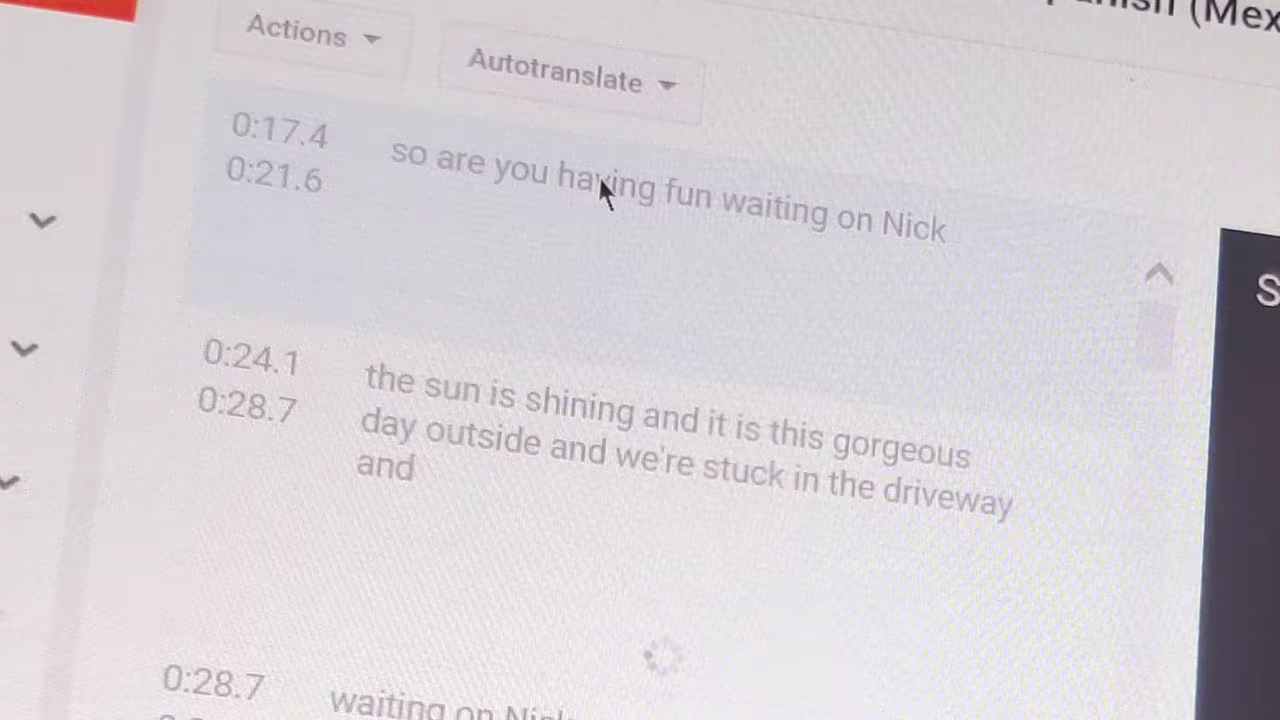 (Mex
Actions
Autotranslate
0:17.4
0:21.6
so are you having fun waiting on Nick
S
0:24.1
0:28.7
the sun is shining and it is this gorgeous
day outside and we're stuck in the driveway
and
0:28.7
waiting on Nick